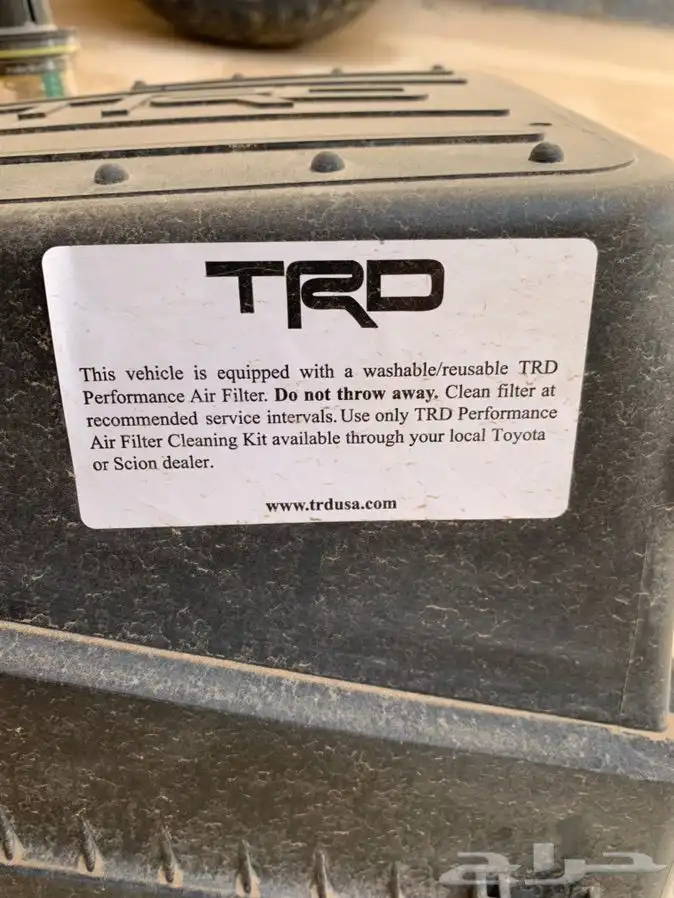 TRD
This vehicle is equipped with a washable/reusable TRD
Performance Air Filter. Do not throw away. Clean filter at
recommended service intervals. Use only TRD Performance
Air Filter Cleaning Kit available through your local Toyota
or Scion dealer.
www.trdusa.com
حراج